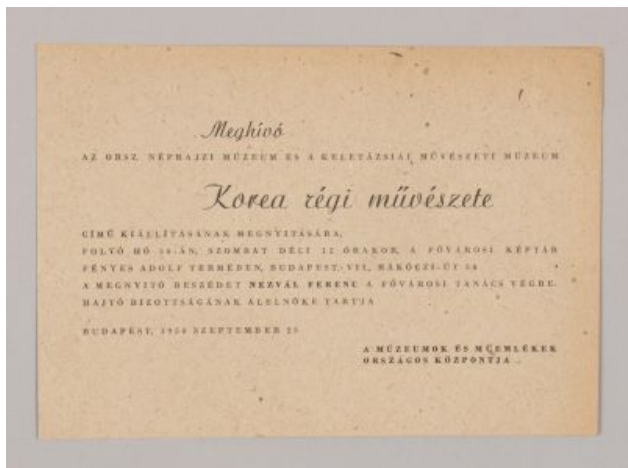 Meghívó
AZ ORSZ. NÉPRAJZI MÚZEUM ÉS A KELETÁZSIAI MŰVÉSZETI MÚZEUM
Korea régi művészete
CÍMŰ KIÁLLÍTÁSÁNAK MEGNYITÁSÁRA,
FOLYÓ HÓ 30-ÁN, SZOMBAT DÉLI 12 ÓRAKOR, A FŐVÁROSI KÉPTÁR
FÉNYES ADOLF TERMÉBEN, BUDAPEST, VII., RÁKÓCZI-ÚT
A MEGNYITÓ BESZÉDET NEZVÁL FERENC A FŐVÁROSI TANÁCS VÉGRE-
HAJTÓ BIZOTTSÁGÁNAK ALELNÖKE TARTJA
BUDAPEST, 1950 SZEPTEMBER
A MÚZEUMOK ÉS MŰEMLÉKEK
ORSZÁGOS KÖZPONTJA